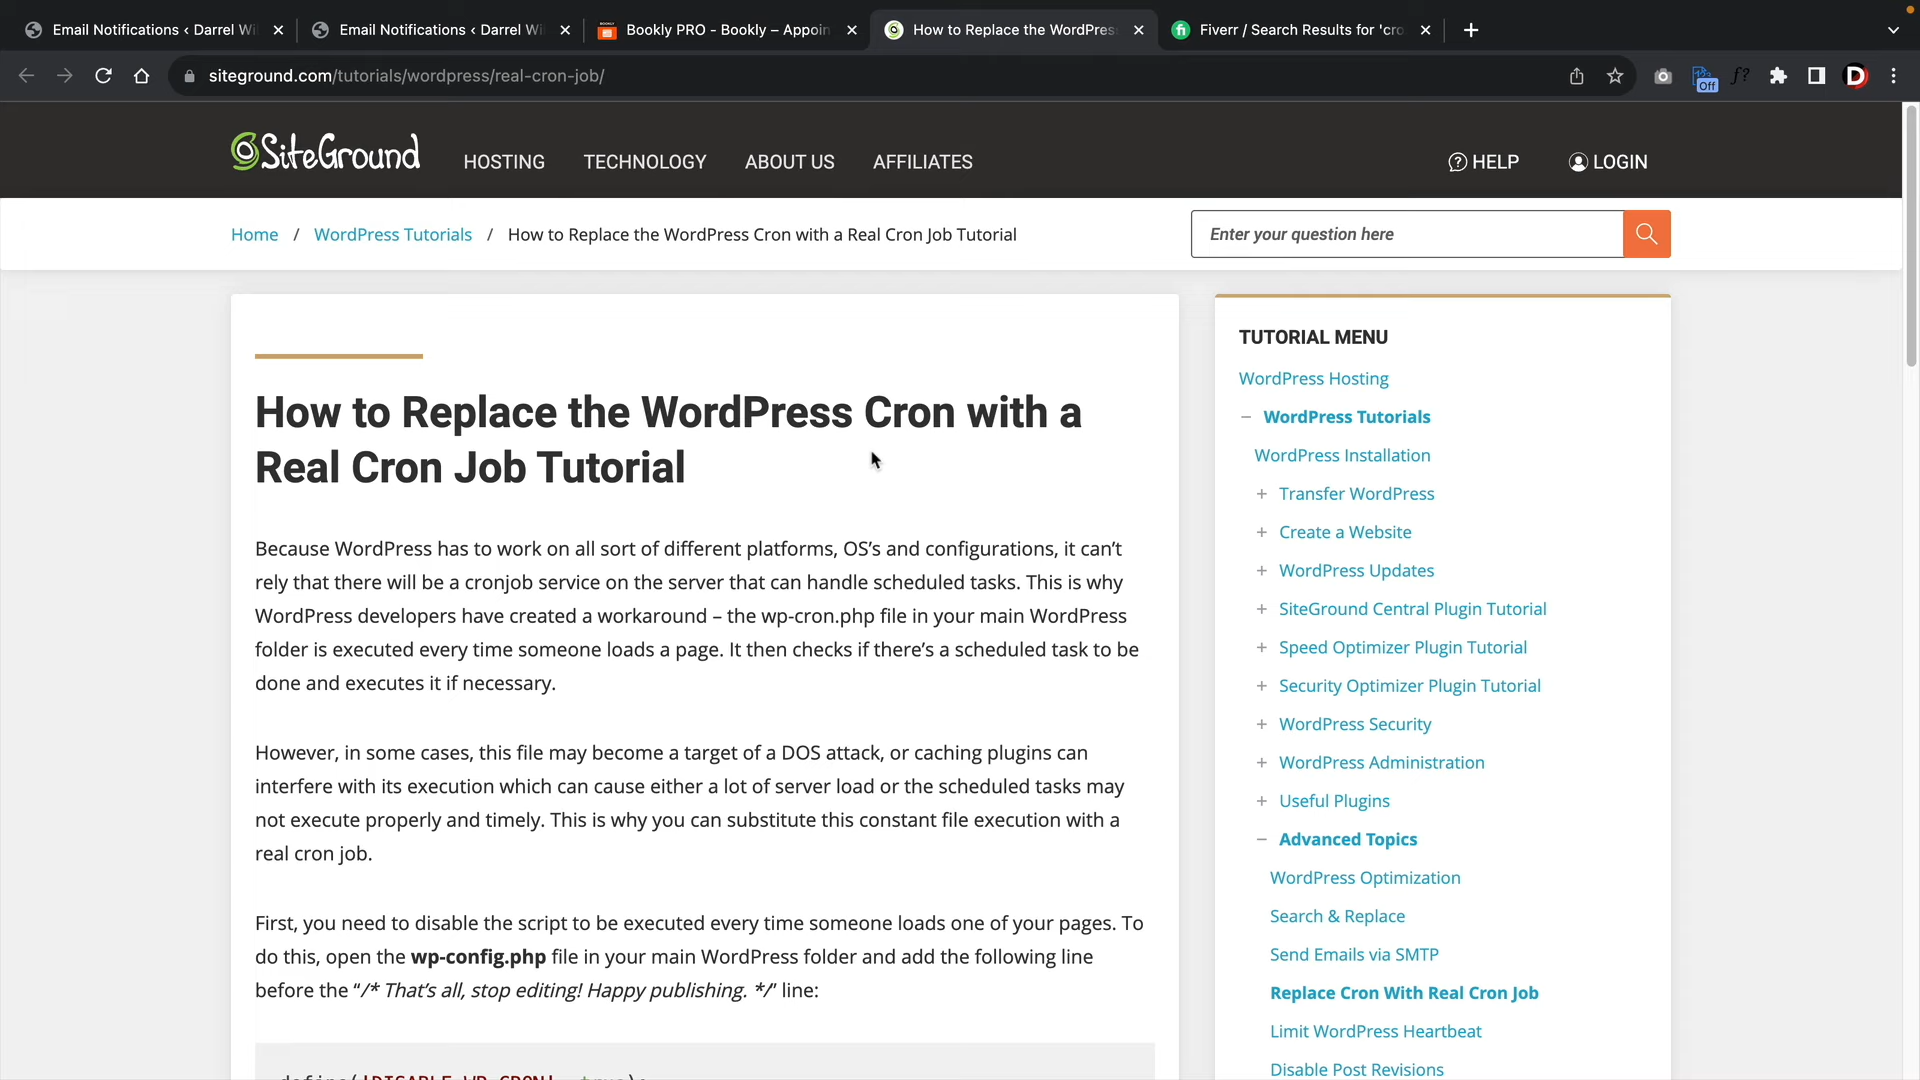 Email Notifications ‹ Darrel Wi
Email Notifications ‹ Darrel Wi
Bookly PRO - Bookly – Appoin
How to Replace the WordPres
Fiverr / Search Results for 'cro
siteground.com/tutorials/wordpress/real-cron-job/
Off
f?
D
SiteGround
HOSTING
TECHNOLOGY
ABOUT US
AFFILIATES
HELP
LOGIN
Home / WordPress Tutorials / How to Replace the WordPress Cron with a Real Cron Job Tutorial
Enter your question here
How to Replace the WordPress Cron with a
Real Cron Job Tutorial
Because WordPress has to work on all sort of different platforms, OS’s and configurations, it can’t
rely that there will be a cronjob service on the server that can handle scheduled tasks. This is why
WordPress developers have created a workaround – the wp-cron.php file in your main WordPress
folder is executed every time someone loads a page. It then checks if there’s a scheduled task to be
done and executes it if necessary.
However, in some cases, this file may become a target of a DOS attack, or caching plugins can
interfere with its execution which can cause either a lot of server load or the scheduled tasks may
not execute properly and timely. This is why you can substitute this constant file execution with a
real cron job.
First, you need to disable the script to be executed every time someone loads one of your pages. To
do this, open the wp-config.php file in your main WordPress folder and add the following line
before the “/* That’s all, stop editing! Happy publishing. */” line:
define('DISABLE_WP_CRON', true);
TUTORIAL MENU
WordPress Hosting
− WordPress Tutorials
WordPress Installation
+ Transfer WordPress
+ Create a Website
+ WordPress Updates
+ SiteGround Central Plugin Tutorial
+ Speed Optimizer Plugin Tutorial
+ Security Optimizer Plugin Tutorial
+ WordPress Security
+ WordPress Administration
+ Useful Plugins
− Advanced Topics
WordPress Optimization
Search & Replace
Send Emails via SMTP
Replace Cron With Real Cron Job
Limit WordPress Heartbeat
Disable Post Revisions